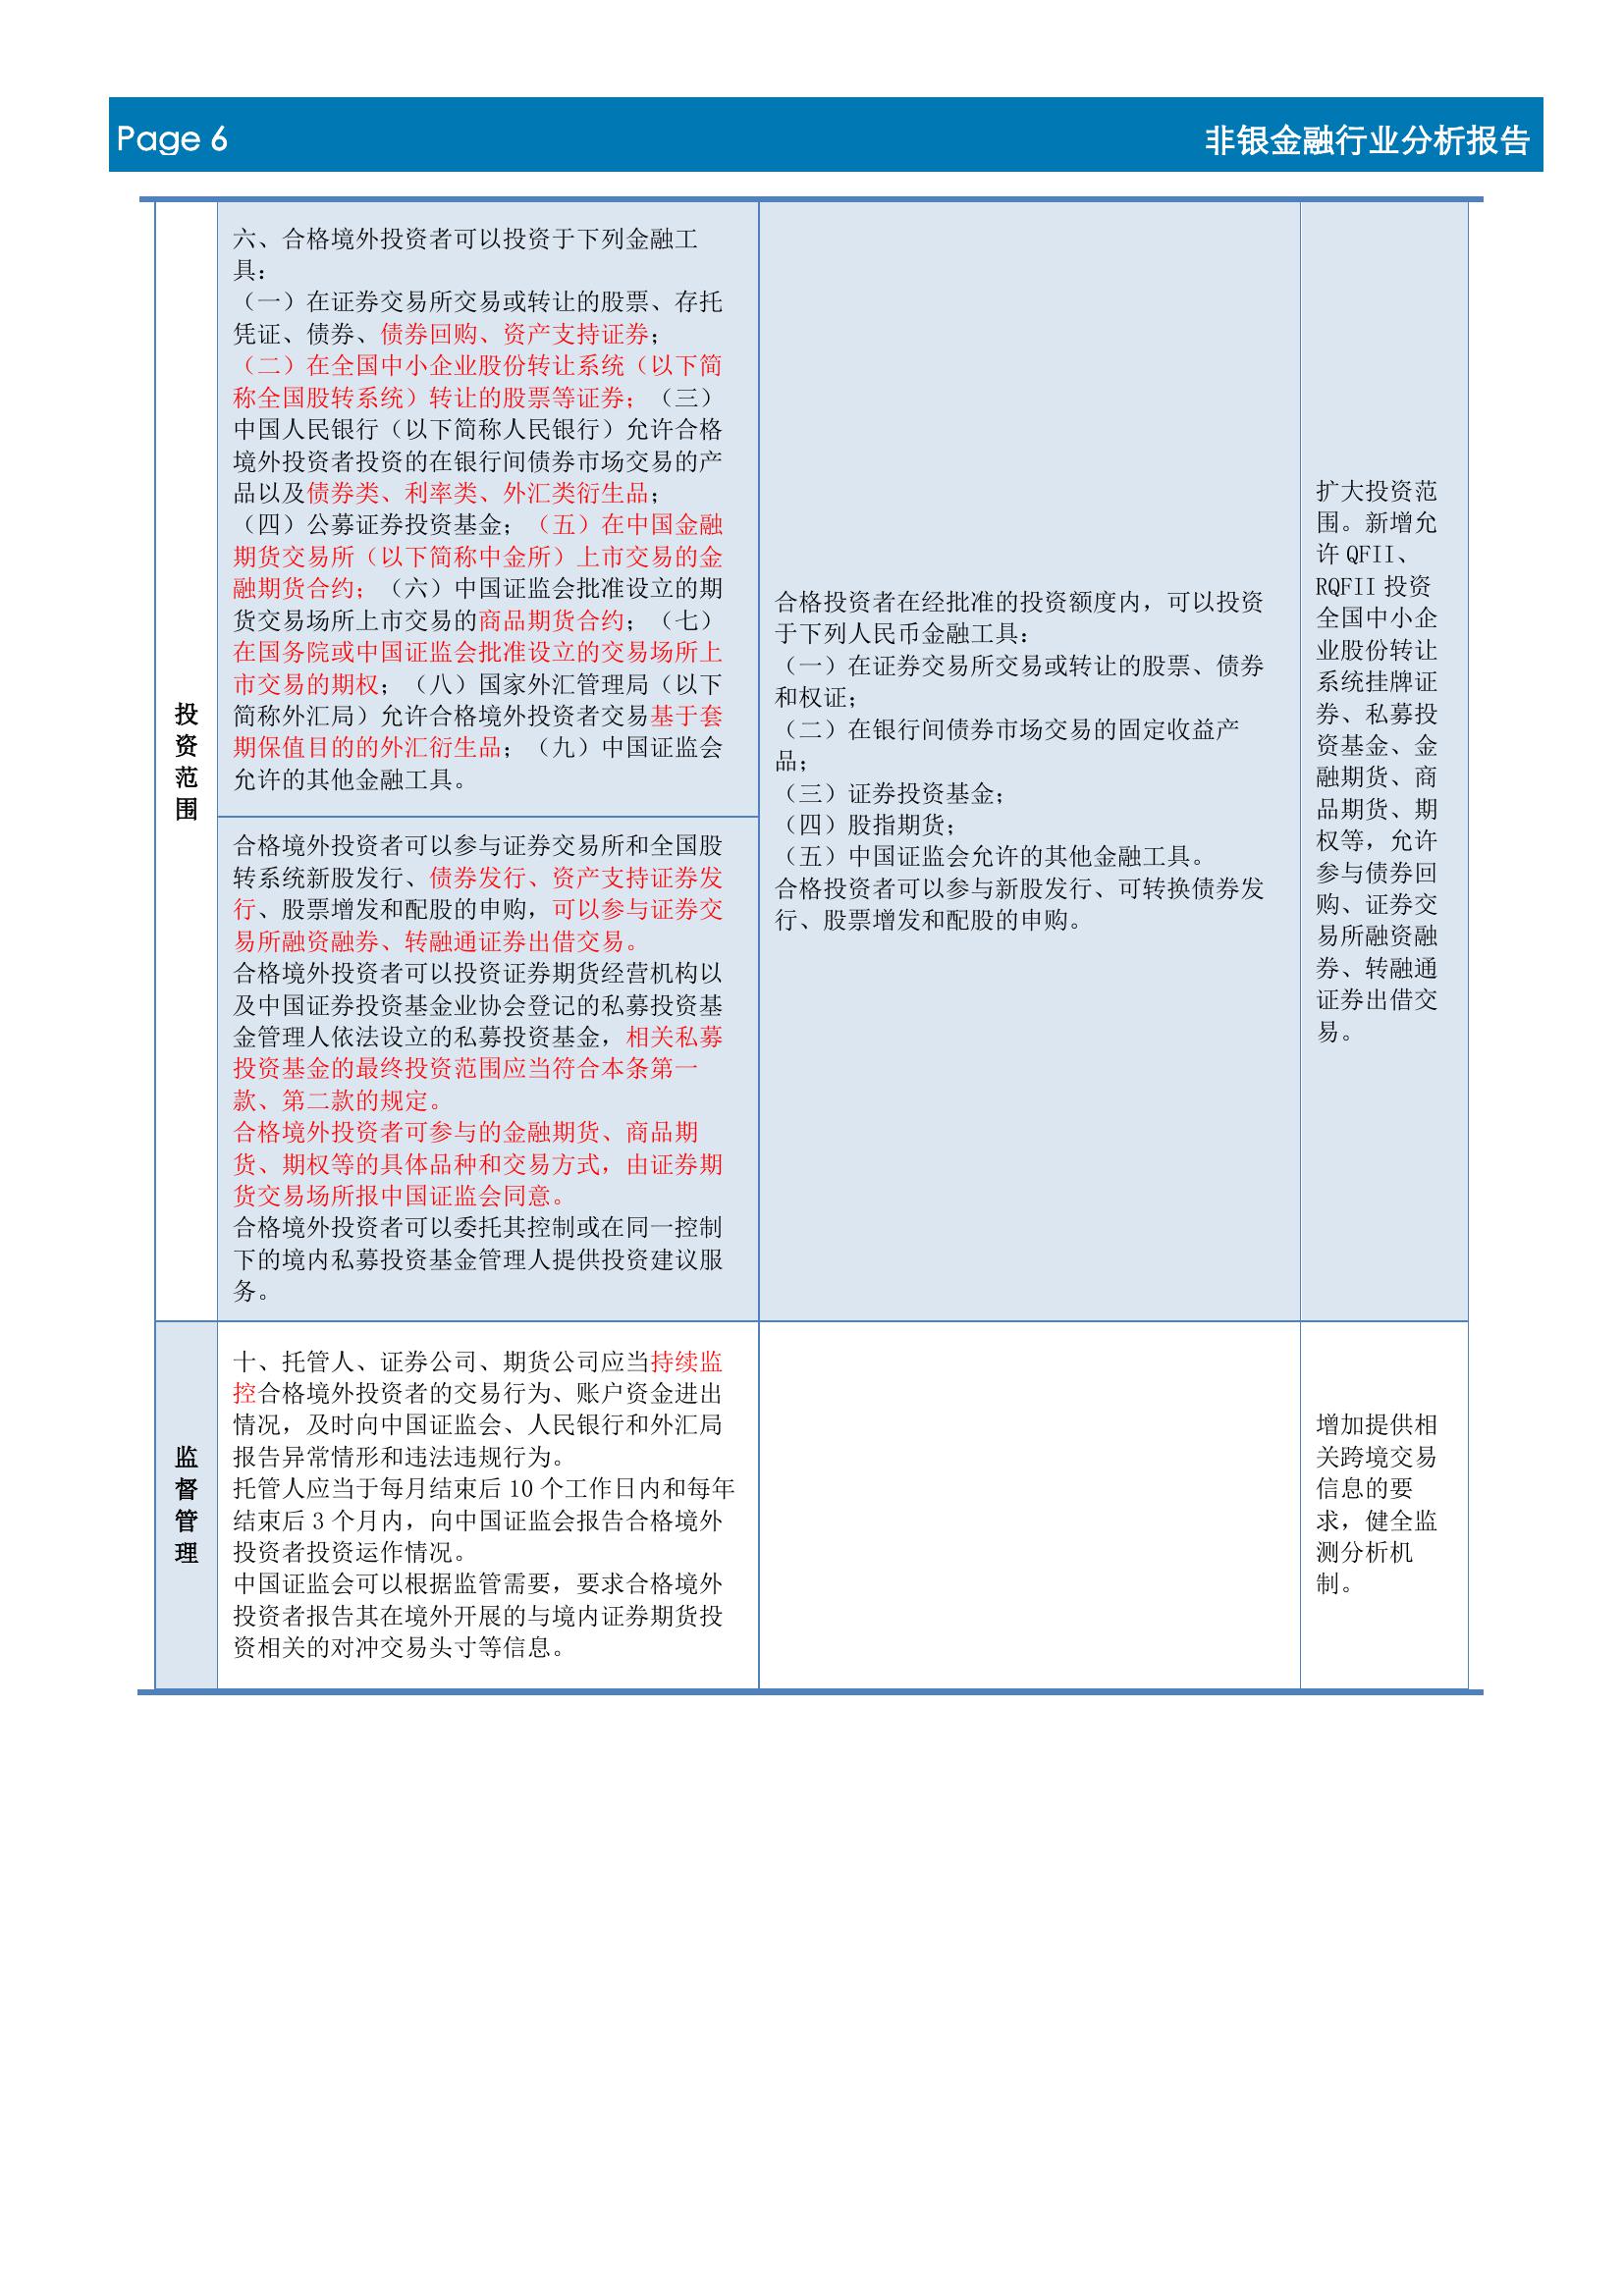 Page 6
非银金融行业分析报告
投
资
范
围
六、合格境外投资者可以投资于下列金融工
具：
（一）在证券交易所交易或转让的股票、存托
凭证、债券、债券回购、资产支持证券；
（二）在全国中小企业股份转让系统（以下简
称全国股转系统）转让的股票等证券；（三）
中国人民银行（以下简称人民银行）允许合格
境外投资者投资的在银行间债券市场交易的产
品以及债券类、利率类、外汇类衍生品；
（四）公募证券投资基金；（五）在中国金融
期货交易所（以下简称中金所）上市交易的金
融期货合约；（六）中国证监会批准设立的期
货交易场所上市交易的商品期货合约；（七）
在国务院或中国证监会批准设立的交易场所上
市交易的期权；（八）国家外汇管理局（以下
简称外汇局）允许合格境外投资者交易基于套
期保值目的的外汇衍生品；（九）中国证监会
允许的其他金融工具。
合格境外投资者可以参与证券交易所和全国股
转系统新股发行、债券发行、资产支持证券发
行、股票增发和配股的申购，可以参与证券交
易所融资融券、转融通证券出借交易。
合格境外投资者可以投资证券期货经营机构以
及中国证券投资基金业协会登记的私募投资基
金管理人依法设立的私募投资基金，相关私募
投资基金的最终投资范围应当符合本条第一
款、第二款的规定。
合格境外投资者可参与的金融期货、商品期
货、期权等的具体品种和交易方式，由证券期
货交易场所报中国证监会同意。
合格境外投资者可以委托其控制或在同一控制
下的境内私募投资基金管理人提供投资建议服
务。
合格投资者在经批准的投资额度内，可以投资
于下列人民币金融工具：
（一）在证券交易所交易或转让的股票、债券
和权证；
（二）在银行间债券市场交易的固定收益产
品；
（三）证券投资基金；
（四）股指期货；
（五）中国证监会允许的其他金融工具。
合格投资者可以参与新股发行、可转换债券发
行、股票增发和配股的申购。
扩大投资范
围。新增允
许 QFII、
RQFII 投资
全国中小企
业股份转让
系统挂牌证
券、私募投
资基金、金
融期货、商
品期货、期
权等，允许
参与债券回
购、证券交
易所融资融
券、转融通
证券出借交
易。
监
督
管
理
十、托管人、证券公司、期货公司应当持续监
控合格境外投资者的交易行为、账户资金进出
情况，及时向中国证监会、人民银行和外汇局
报告异常情形和违法违规行为。
托管人应当于每月结束后 10 个工作日内和每年
结束后 3 个月内，向中国证监会报告合格境外
投资者投资运作情况。
中国证监会可以根据监管需要，要求合格境外
投资者报告其在境外开展的与境内证券期货投
资相关的对冲交易头寸等信息。
增加提供相
关跨境交易
信息的要
求，健全监
测分析机
制。